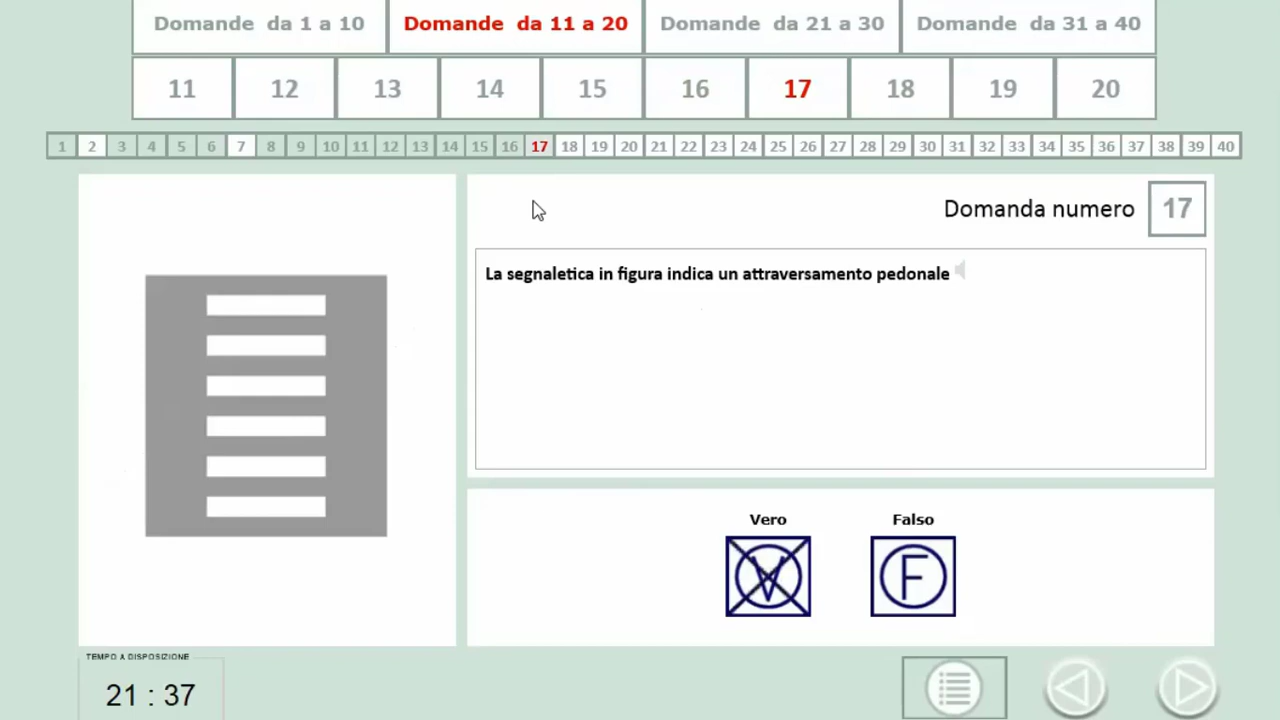 Domande da 1 a 10 Domande da 11 a 20 Domande da 21 a 30 Domande da 31 a 40
11 12 13 14 15 16 17 18 19 20
1 2 3 4 5 6 7 8 9 10 11 12 13 14 15 16 17 18 19 20 21 22 23 24 25 26 27 28 29 30 31 32 33 34 35 36 37 38 39 40
Domanda numero 17
La segnaletica in figura indica un attraversamento pedonale
Vero Falso
V F
TEMPO A DISPOSIZIONE
21 : 37